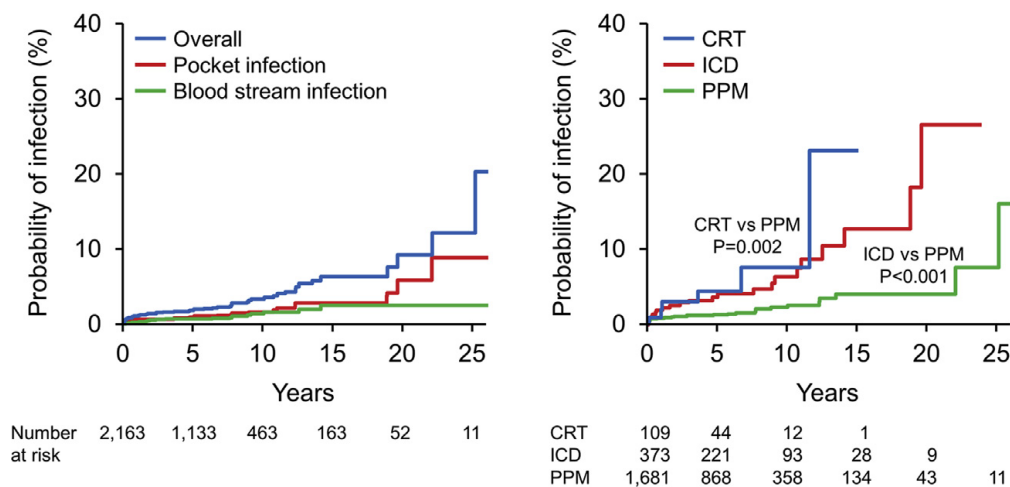 Probability of infection (%)
40
30
20
10
0
Overall
Pocket infection
Blood stream infection
0 5 10 15 20 25
Years
Number at risk 2,163 1,133 463 163 52 11
Probability of infection (%)
40
30
20
10
0
CRT
ICD
PPM
CRT vs PPM
P=0.002
ICD vs PPM
P<0.001
0 5 10 15 20 25
Years
CRT 109 44 12 1
ICD 373 221 93 28 9
PPM 1,681 868 358 134 43 11